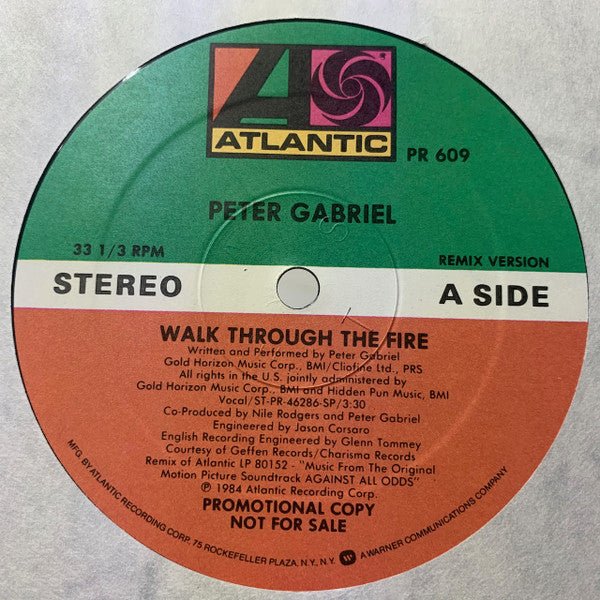 ATLANTIC
PR 609
PETER GABRIEL
33 1/3 RPM
REMIX VERSION
STEREO
A SIDE
WALK THROUGH THE FIRE
Written and Performed by Peter Gabriel
Gold Horizon Music Corp., BMI/Cliofine Ltd., PRS
All rights in the U.S. jointly administered by
Gold Horizon Music Corp., BMI and Hidden Pun Music, BMI
Vocal/ST-PR-46286-SP/3:30
Co-Produced by Nile Rodgers and Peter Gabriel
Engineered by Jason Corsaro
English Recording Engineered by Glenn Tommey
Courtesy of Geffen Records/Charisma Records
Remix of Atlantic LP 80152 - "Music From The Original
Motion Picture Soundtrack AGAINST ALL ODDS"
℗ 1984 Atlantic Recording Corp.
PROMOTIONAL COPY
NOT FOR SALE
MFG. BY ATLANTIC RECORDING CORP. 75 ROCKEFELLER PLAZA, N.Y., N.Y. A WARNER COMMUNICATIONS COMPANY